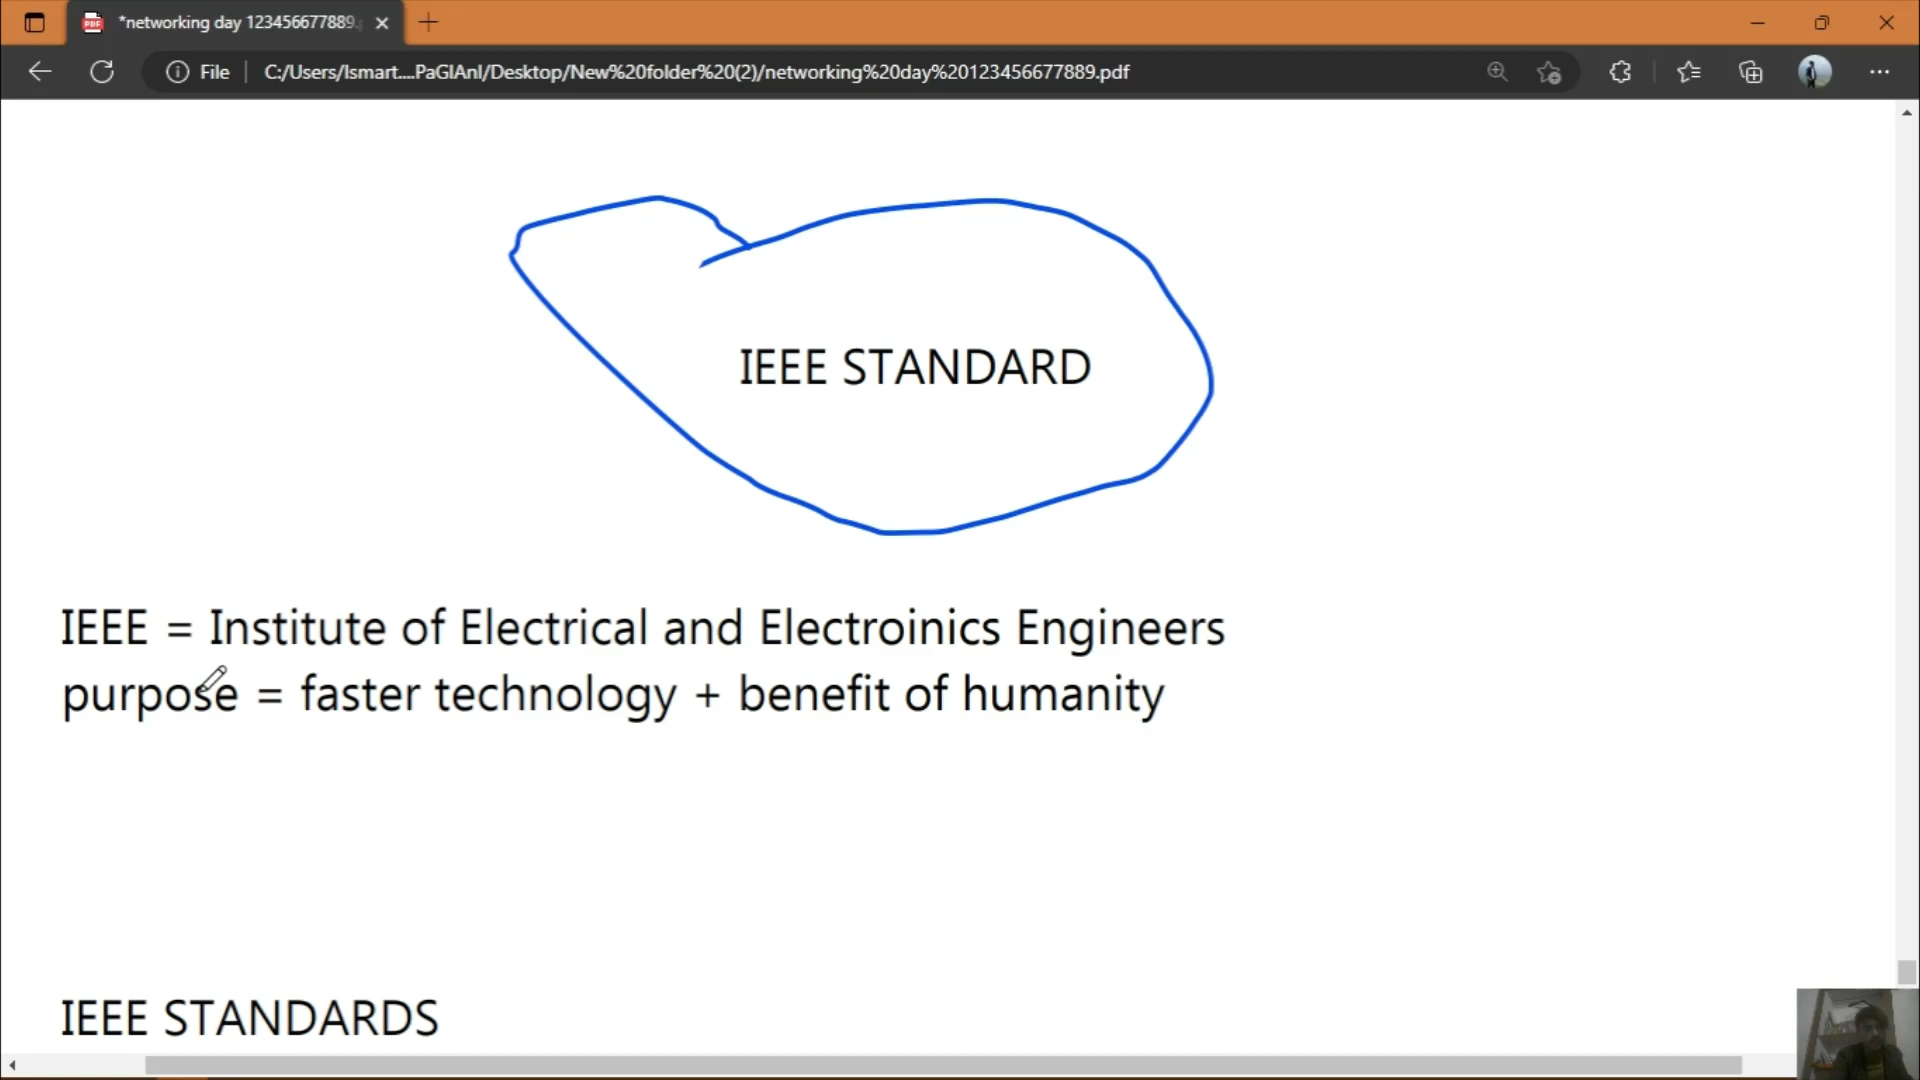 *networking day 123456677889.
File
C:/Users/Ismart....PaGlAnI/Desktop/New%20folder%20(2)/networking%20day%20123456677889.pdf
IEEE STANDARD
IEEE = Institute of Electrical and Electroinics Engineers
purpose = faster technology + benefit of humanity
IEEE STANDARDS